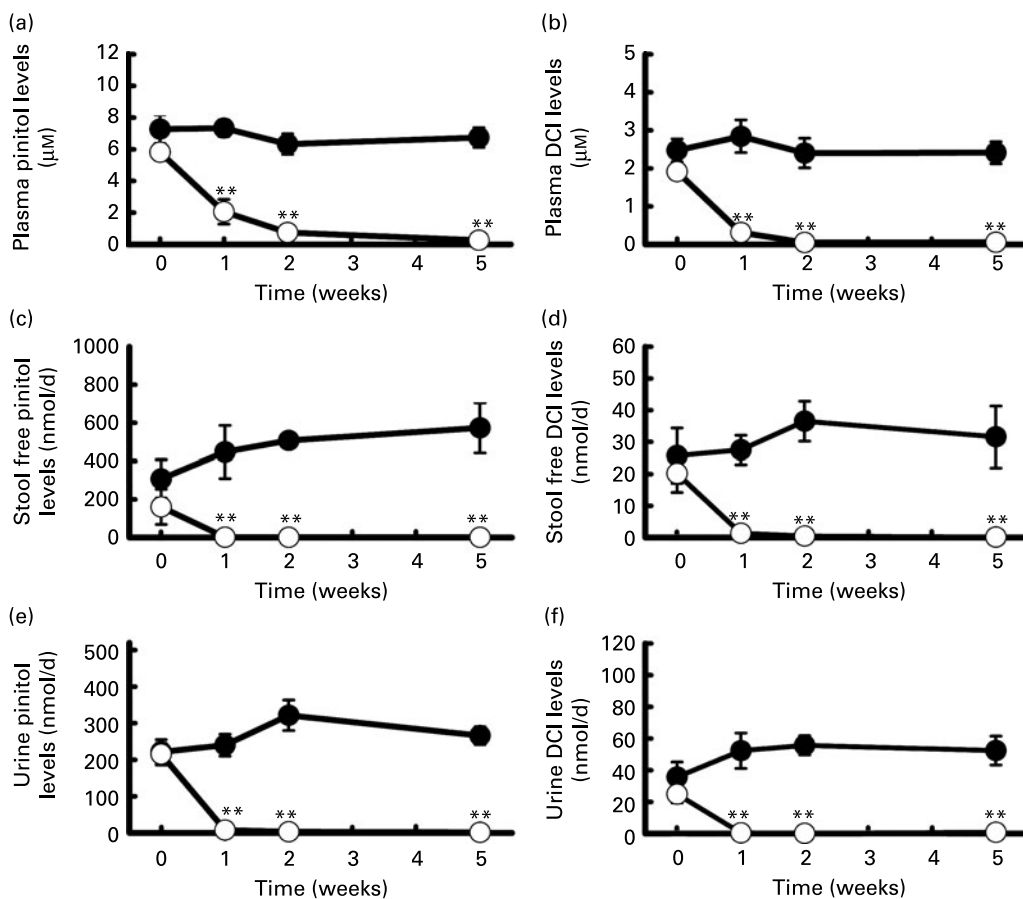 (a)
Plasma pinitol levels
(μM)
12
10
8
6
4
2
0
**
**
**
0 1 2 3 4 5
Time (weeks)
(b)
Plasma DCI levels
(μM)
5
4
3
2
1
0
**
**
**
0 1 2 3 4 5
Time (weeks)
(c)
Stool free pinitol
levels (nmol/d)
1000
800
600
400
200
0
**
**
**
0 1 2 3 4 5
Time (weeks)
(d)
Stool free DCI levels
(nmol/d)
60
50
40
30
20
10
0
**
**
**
0 1 2 3 4 5
Time (weeks)
(e)
Urine pinitol
levels (nmol/d)
500
400
300
200
100
0
**
**
**
0 1 2 3 4 5
Time (weeks)
(f)
Urine DCI levels
(nmol/d)
120
100
80
60
40
20
0
**
**
**
0 1 2 3 4 5
Time (weeks)